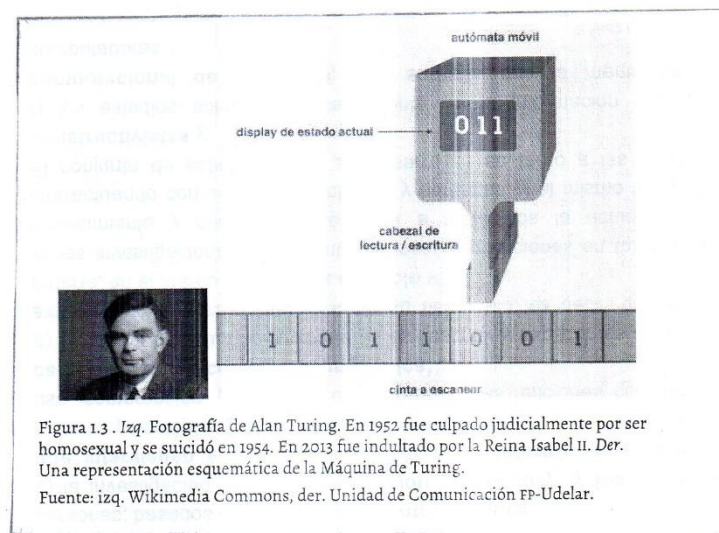 autómata móvil
display de estado actual
011
cabezal de
lectura / escritura
1 0 1 1 0 0 1
cinta a escanear
Figura 1.3 . Izq. Fotografía de Alan Turing. En 1952 fue culpado judicialmente por ser
homosexual y se suicidó en 1954. En 2013 fue indultado por la Reina Isabel II. Der.
Una representación esquemática de la Máquina de Turing.
Fuente: izq. Wikimedia Commons, der. Unidad de Comunicación FP-Udelar.